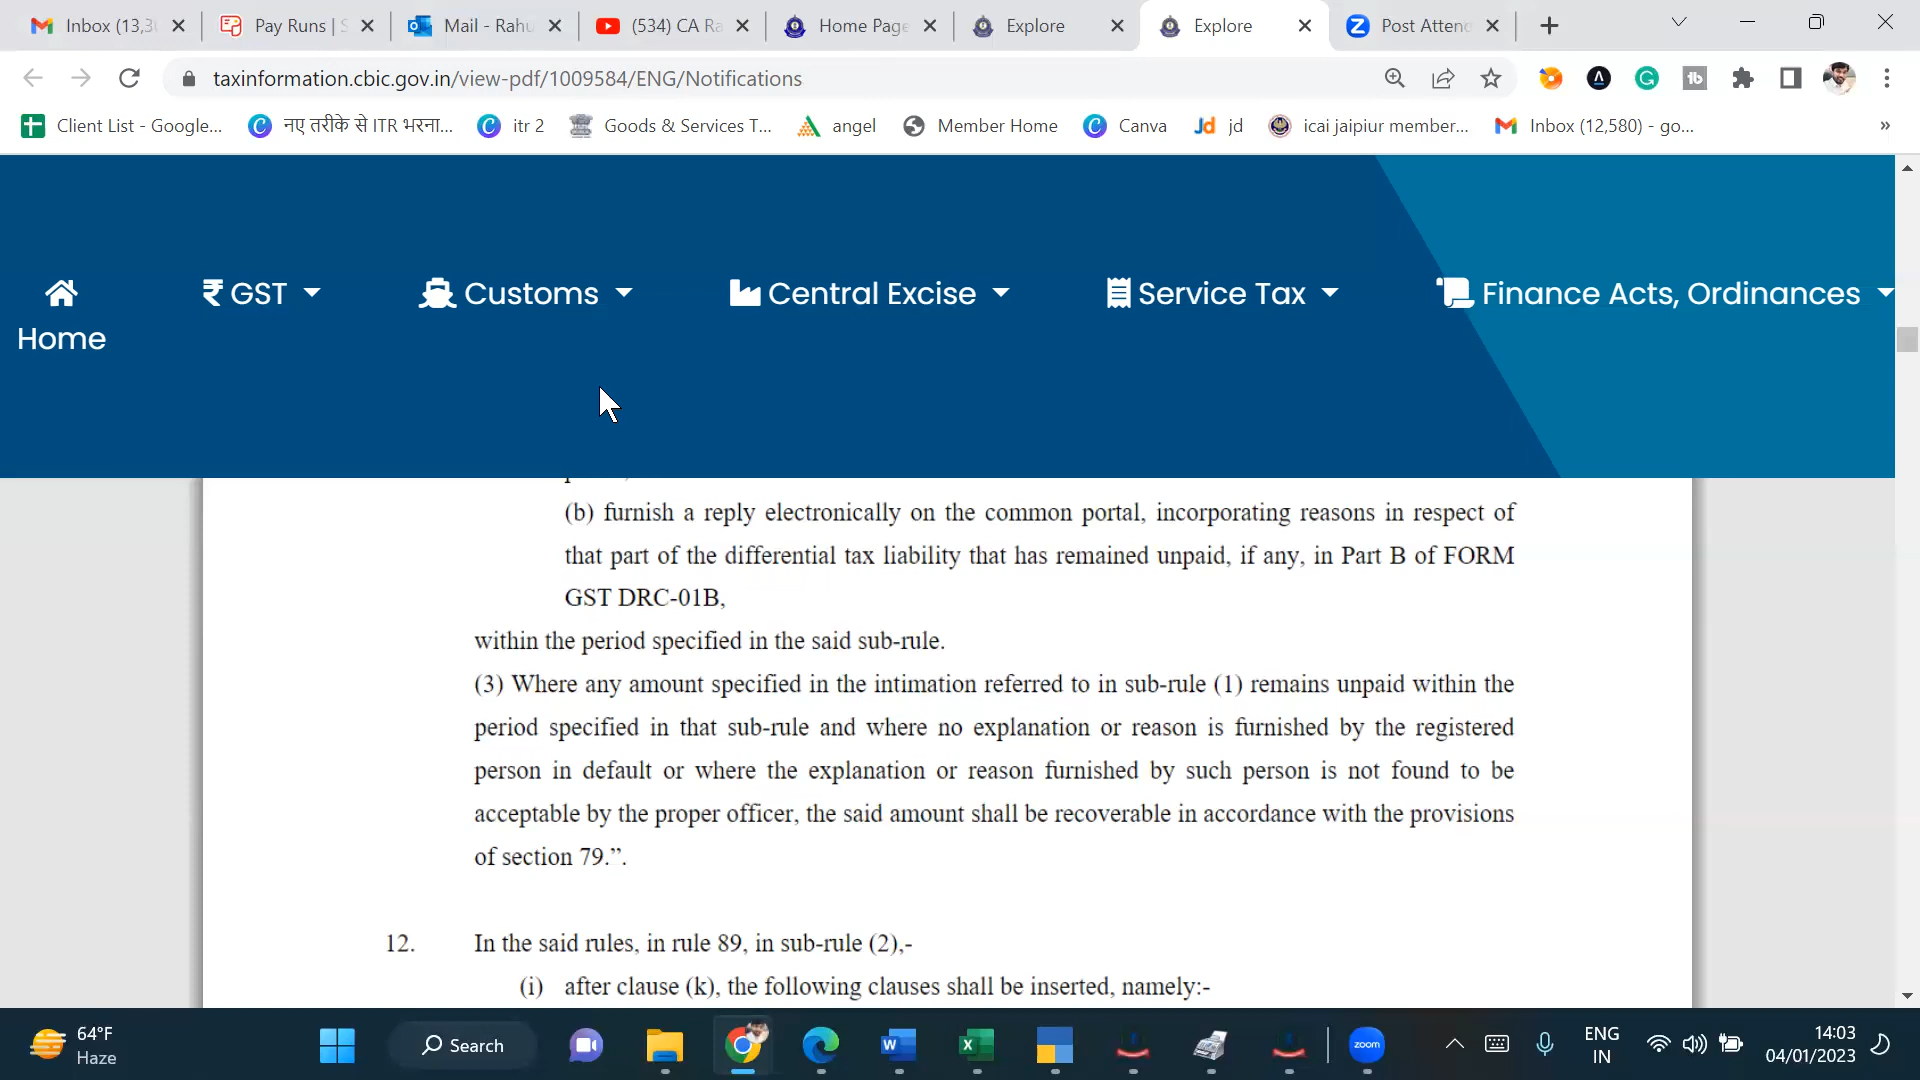 Inbox (13,3
Pay Runs | S
Mail - Rahu
(534) CA Ra
Home Page
Explore
Explore
Post Attend
taxinformation.cbic.gov.in/view-pdf/1009584/ENG/Notifications
Client List - Google...
नए तरीके से ITR भरना...
itr 2
Goods & Services T...
angel
Member Home
Canva
Jd jd
icai jaipiur member...
Inbox (12,580) - go...
»
Home
₹ GST
Customs
Central Excise
Service Tax
Finance Acts, Ordinances
(b) furnish a reply electronically on the common portal, incorporating reasons in respect of
that part of the differential tax liability that has remained unpaid, if any, in Part B of FORM
GST DRC-01B,
within the period specified in the said sub-rule.
(3) Where any amount specified in the intimation referred to in sub-rule (1) remains unpaid within the
period specified in that sub-rule and where no explanation or reason is furnished by the registered
person in default or where the explanation or reason furnished by such person is not found to be
acceptable by the proper officer, the said amount shall be recoverable in accordance with the provisions
of section 79.”.
12. In the said rules, in rule 89, in sub-rule (2),-
(i) after clause (k), the following clauses shall be inserted, namely:-
64°F
Haze
Search
zoom
ENG
IN
14:03
04/01/2023